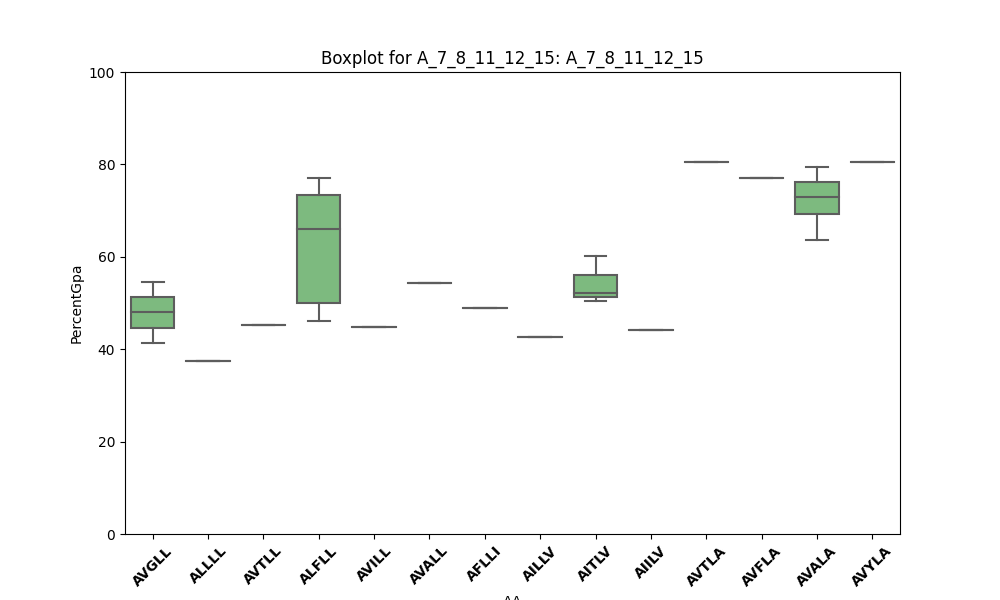 Boxplot for A_7_8_11_12_15: A_7_8_11_12_15
100
80
60
40
20
0
PercentGpa
AVGLL
ALLLL
AVTLL
ALFLL
AVILL
AVALL
AFLLI
AILLV
AITLV
AIILV
AVTLA
AVFLA
AVALA
AVYLA
AA